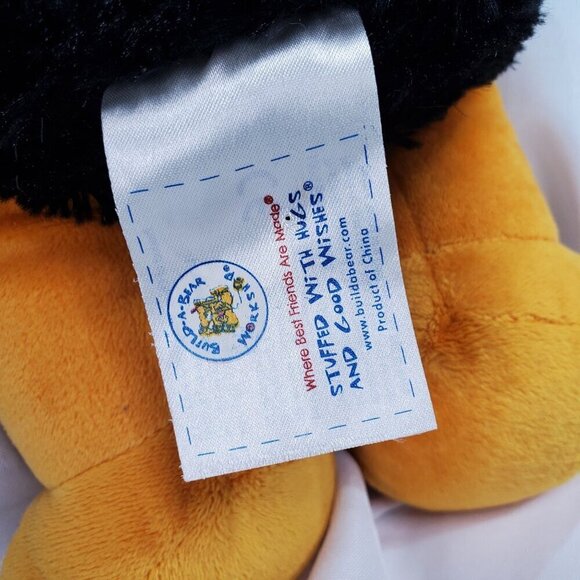 BUILD-A-BEAR
WORKSHOP®
Where Best Friends Are Made®
STUFFED WITH HUGS
AND GOOD WISHES®
www.buildabear.com
Product of China